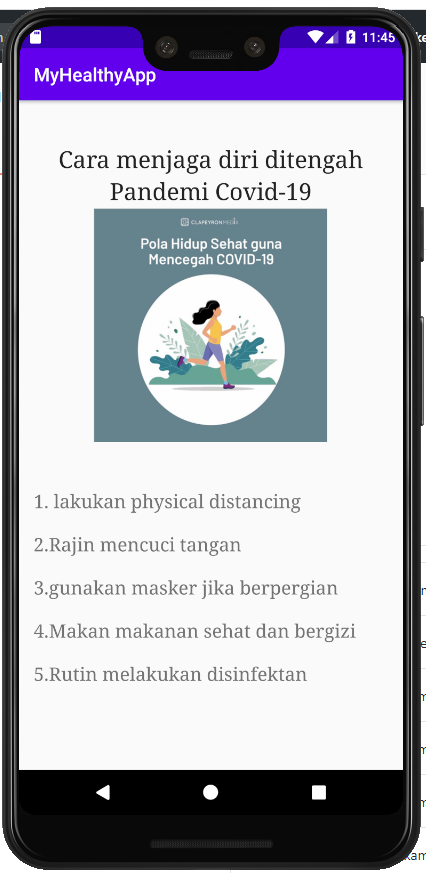 11:45
MyHealthyApp
Cara menjaga diri ditengah
Pandemi Covid-19
CLAPEYRONMEDIA
Pola Hidup Sehat guna
Mencegah COVID-19
1. lakukan physical distancing
2.Rajin mencuci tangan
3.gunakan masker jika berpergian
4.Makan makanan sehat dan bergizi
5.Rutin melakukan disinfektan